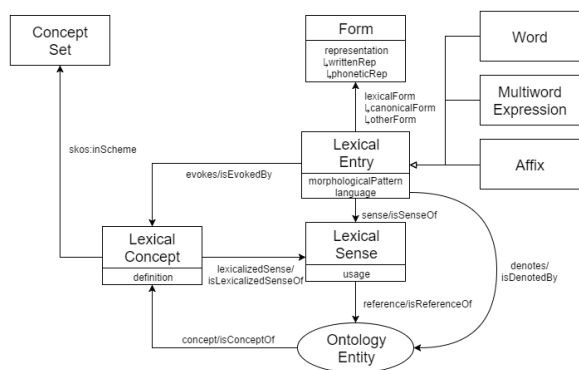 Concept
Set
Form
representation
↳writtenRep
↳phoneticRep
Word
Multiword
Expression
Affix
lexicalForm
↳canonicalForm
↳otherForm
Lexical
Entry
morphologicalPattern
language
skos:inScheme
evokes/isEvokedBy
sense/isSenseOf
Lexical
Concept
definition
lexicalizedSense/
isLexicalizedSenseOf
Lexical
Sense
usage
denotes/
isDenotedBy
reference/isReferenceOf
concept/isConceptOf
Ontology
Entity